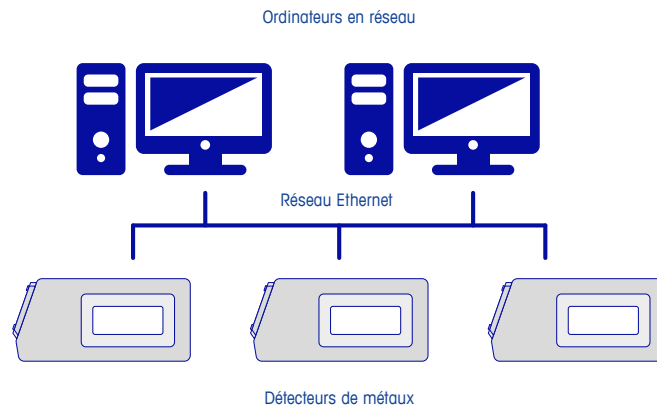 Ordinateurs en réseau
Réseau Ethernet
Détecteurs de métaux